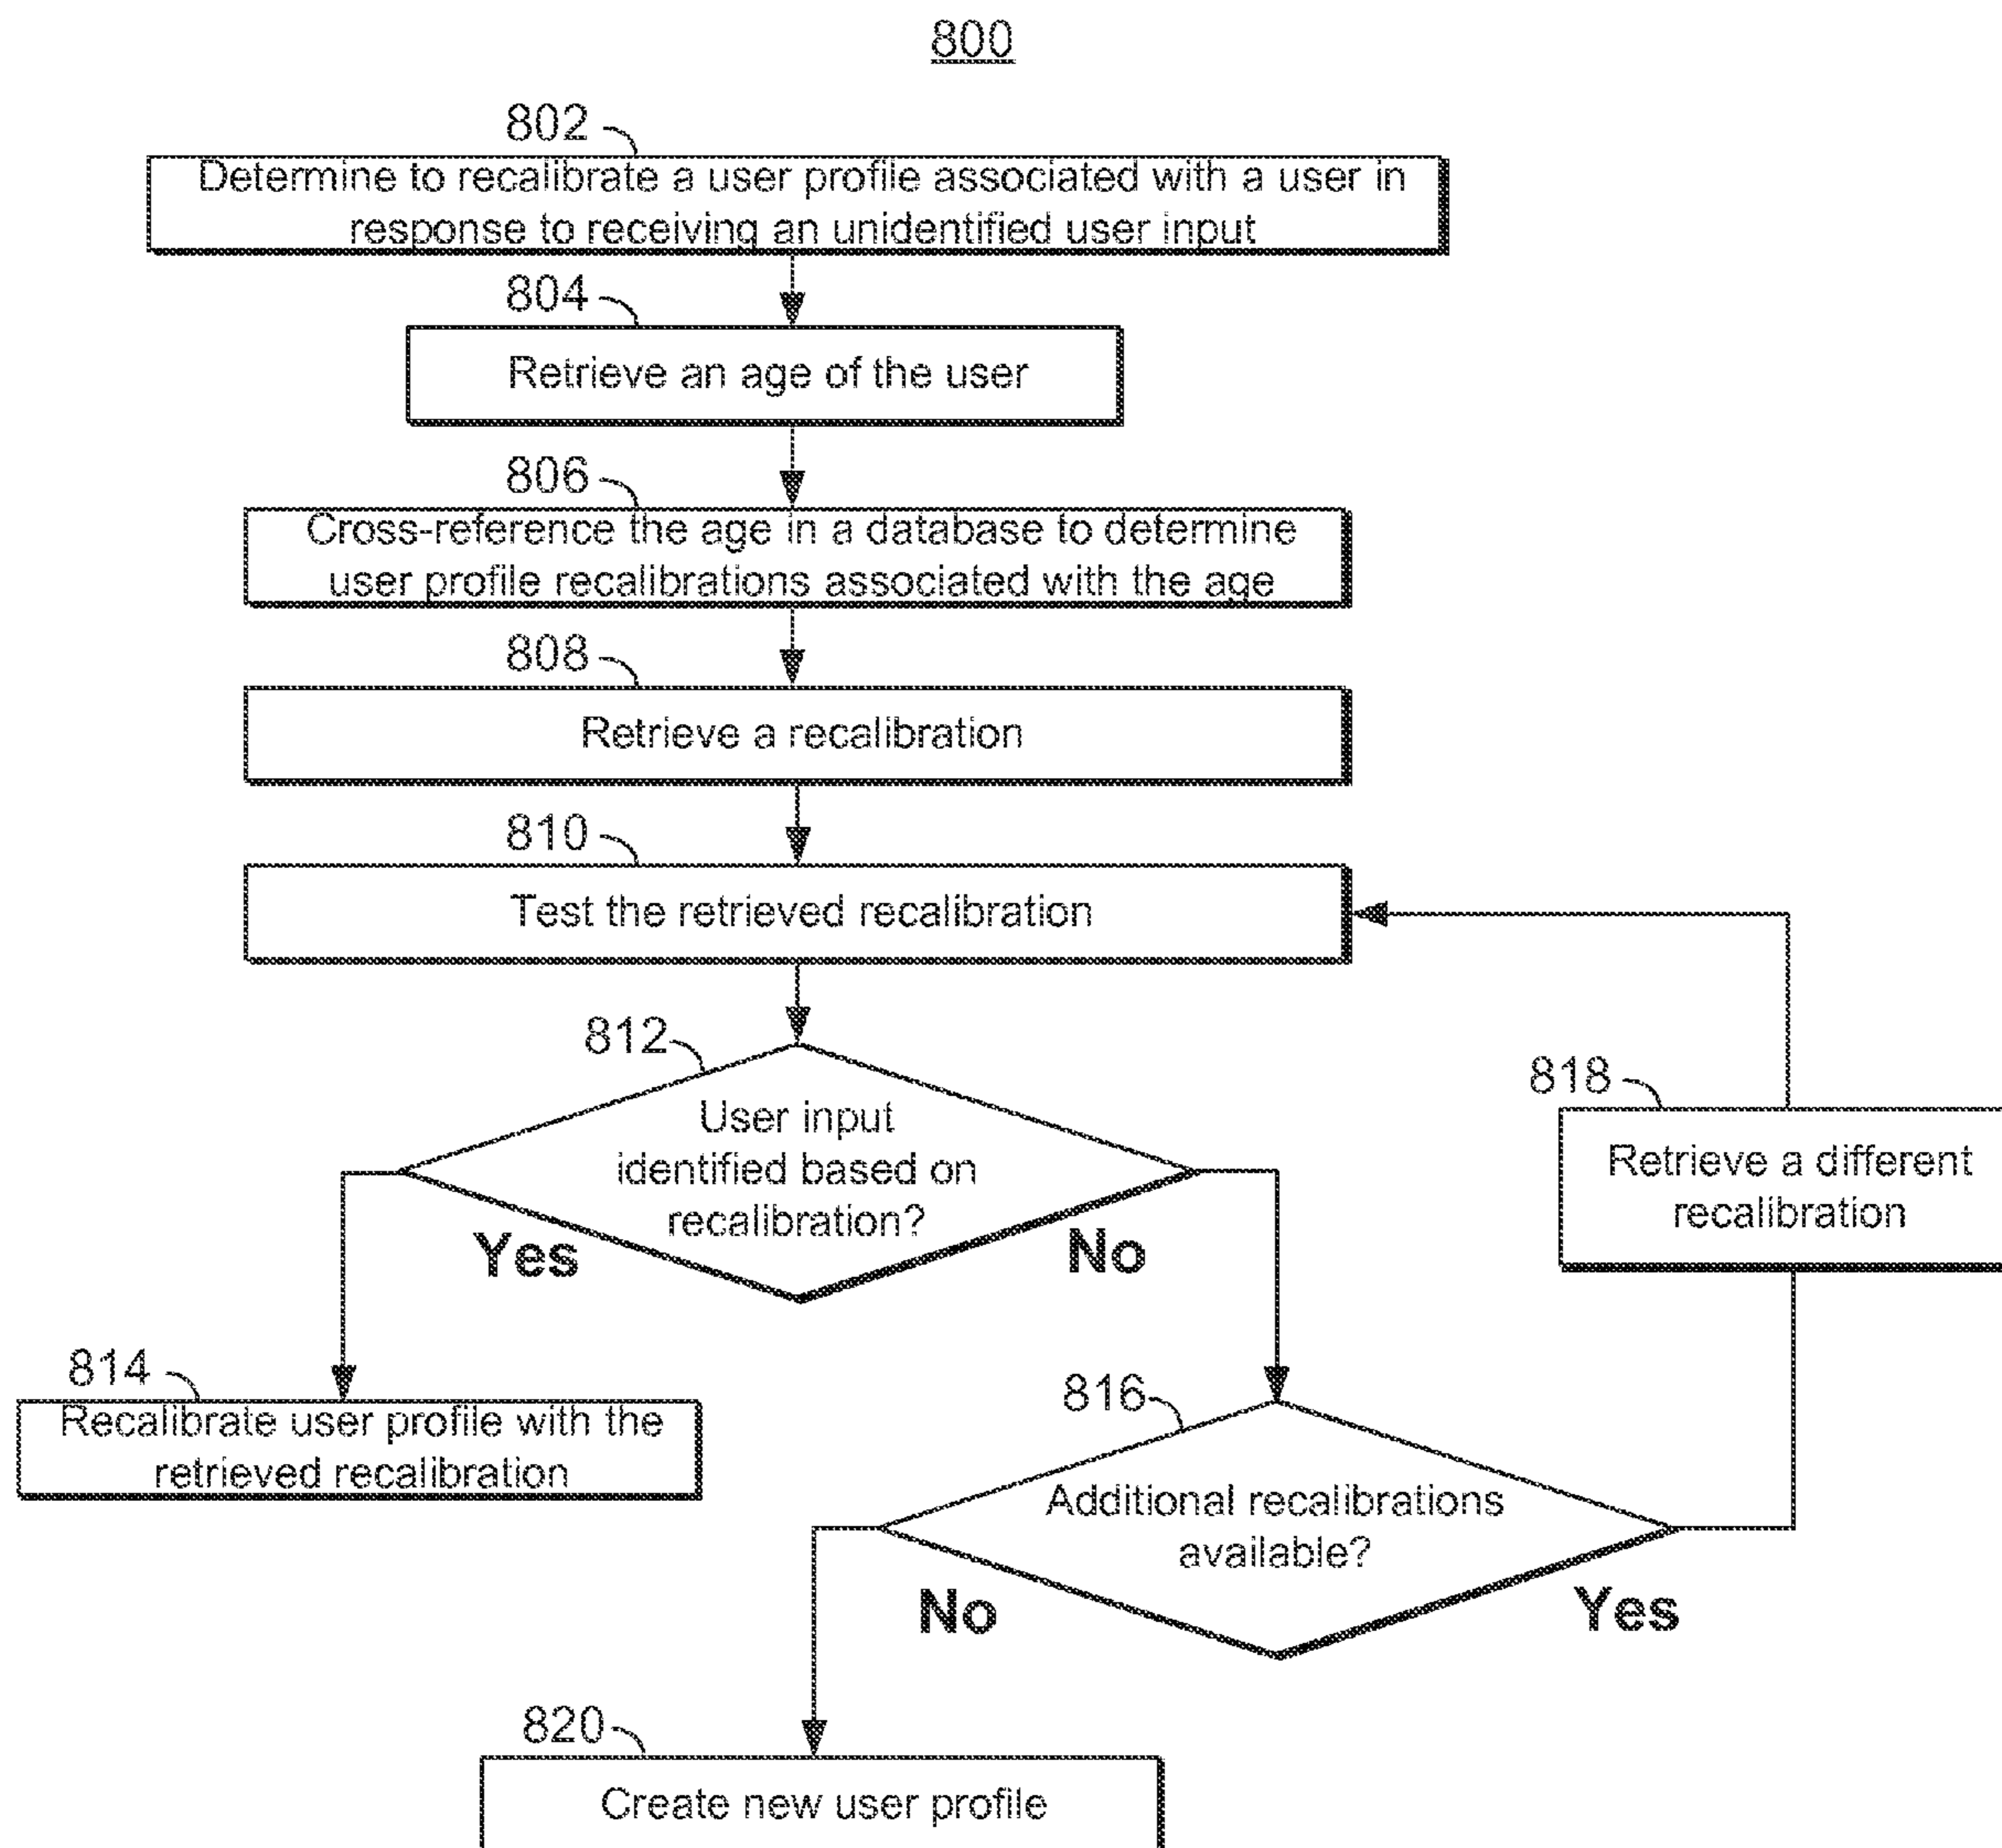 800
802
Determine to recalibrate a user profile associated with a user in
response to receiving an unidentified user input
804
Retrieve an age of the user
806
Cross-reference the age in a database to determine
user profile recalibrations associated with the age
808
Retrieve a recalibration
810
Test the retrieved recalibration
812
User input
identified based on
recalibration?
Yes
No
818
Retrieve a different
recalibration
814
Recalibrate user profile with the
retrieved recalibration
816
Additional recalibrations
available?
No
Yes
820
Create new user profile